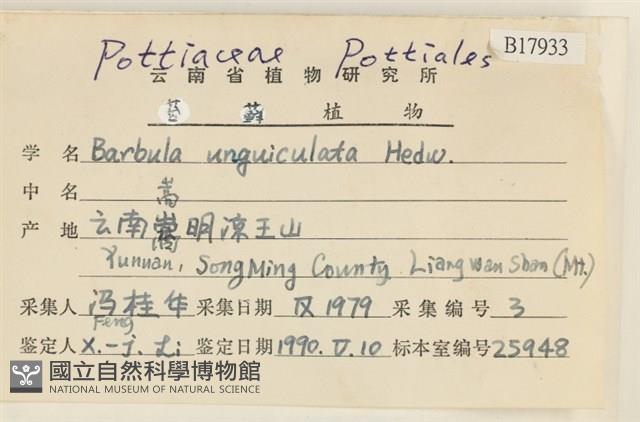 Pottiaceae Pottiales
B17933
云南省植物研究所
苔藓植物
学名 Barbula unguiculata Hedw.
中名
嵩
产地 云南嵩明凉王山
Yunnan, SongMing County Liangwan Shan (Mt.)
采集人 冯桂华 采集日期 IX 1979 采集编号 3
Feng
鉴定人 X.-j. Li 鉴定日期 1990. V. 10 标本室编号 25948
國立自然科學博物館
NATIONAL MUSEUM OF NATURAL SCIENCE